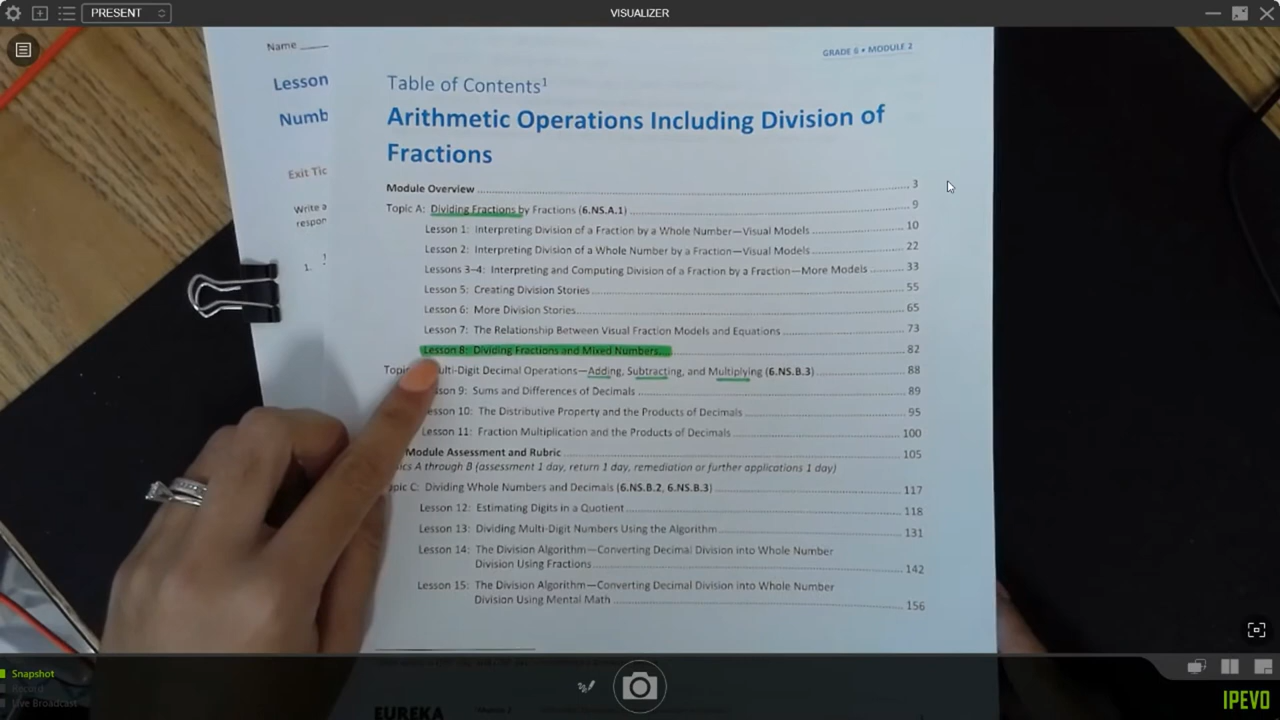 PRESENT
VISUALIZER
Name
GRADE 6 • MODULE 2
Lesson
Numb
Exit Tic
Write a
respon
1.
Table of Contents¹
Arithmetic Operations Including Division of
Fractions
Module Overview ... 3
Topic A: Dividing Fractions by Fractions (6.NS.A.1) ... 9
Lesson 1: Interpreting Division of a Fraction by a Whole Number—Visual Models ... 10
Lesson 2: Interpreting Division of a Whole Number by a Fraction—Visual Models ... 22
Lessons 3–4: Interpreting and Computing Division of a Fraction by a Fraction—More Models ... 33
Lesson 5: Creating Division Stories ... 55
Lesson 6: More Division Stories ... 65
Lesson 7: The Relationship Between Visual Fraction Models and Equations ... 73
Lesson 8: Dividing Fractions and Mixed Numbers ... 82
Topic ulti-Digit Decimal Operations—Adding, Subtracting, and Multiplying (6.NS.B.3) ... 88
son 9: Sums and Differences of Decimals ... 89
esson 10: The Distributive Property and the Products of Decimals ... 95
Lesson 11: Fraction Multiplication and the Products of Decimals ... 100
Module Assessment and Rubric ... 105
ics A through B (assessment 1 day, return 1 day, remediation or further applications 1 day)
opic C: Dividing Whole Numbers and Decimals (6.NS.B.2, 6.NS.B.3) ... 117
Lesson 12: Estimating Digits in a Quotient ... 118
Lesson 13: Dividing Multi-Digit Numbers Using the Algorithm ... 131
Lesson 14: The Division Algorithm—Converting Decimal Division into Whole Number
Division Using Fractions ... 142
Lesson 15: The Division Algorithm—Converting Decimal Division into Whole Number
Division Using Mental Math ... 156
Snapshot
Record
Live Broadcast
EUREKA
IPEVO